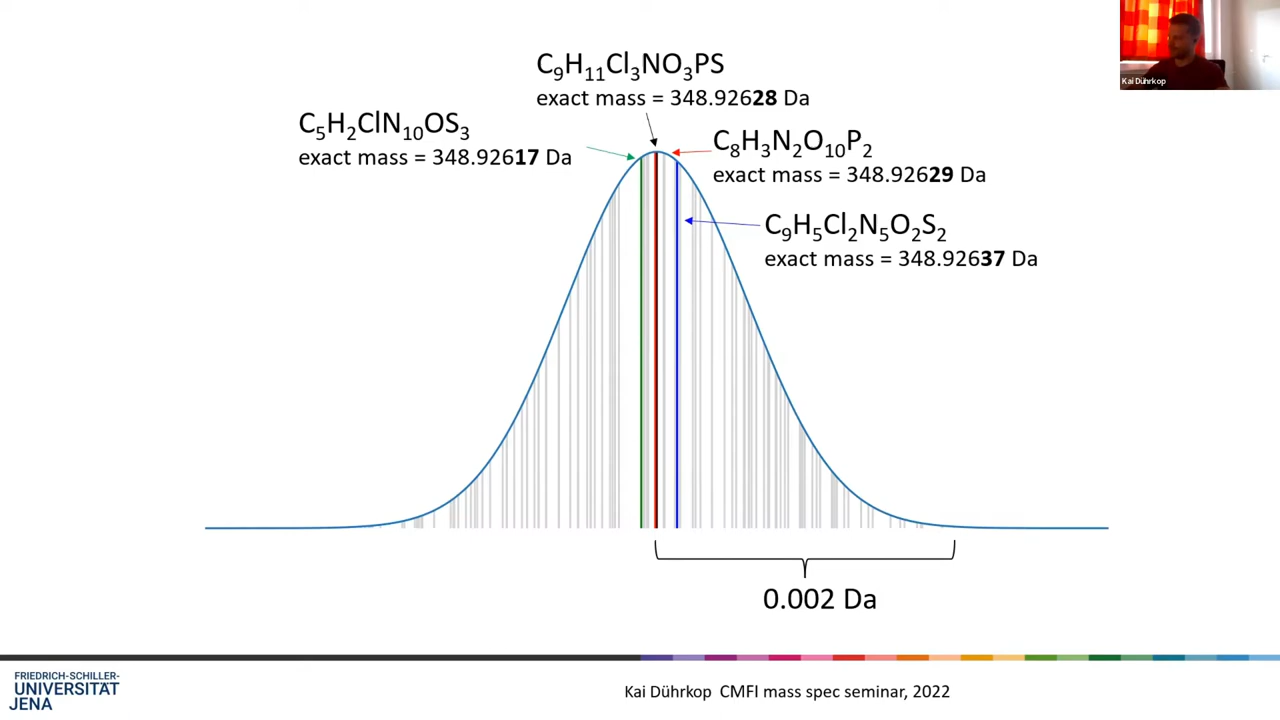 C9H11Cl3NO3PS
exact mass = 348.92628 Da
C5H2ClN10OS3
exact mass = 348.92617 Da
C8H3N2O10P2
exact mass = 348.92629 Da
C9H5Cl2N5O2S2
exact mass = 348.92637 Da
0.002 Da
Kai Dührkop
FRIEDRICH-SCHILLER-
UNIVERSITÄT
JENA
Kai Dührkop CMFI mass spec seminar, 2022